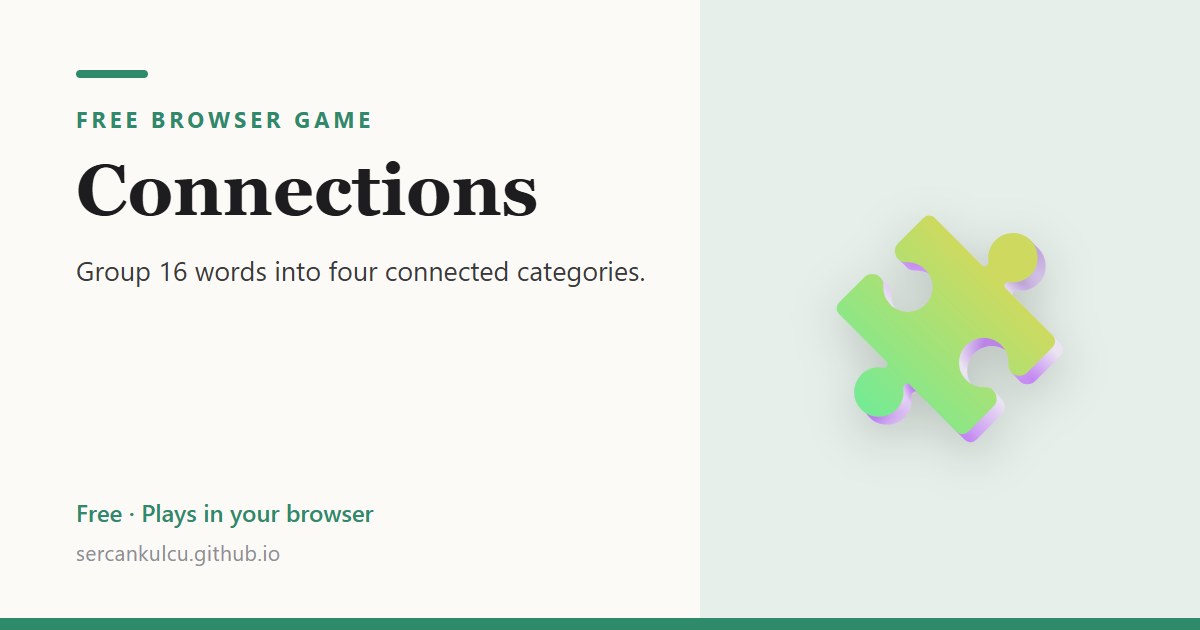 FREE BROWSER GAME
Connections
Group 16 words into four connected categories.
Free · Plays in your browser
sercankulcu.github.io